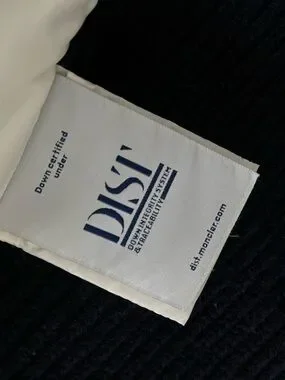 Down certified
under
DIST
DOWN INTEGRITY SYSTEM
& TRACEABILITY
dist.moncler.com